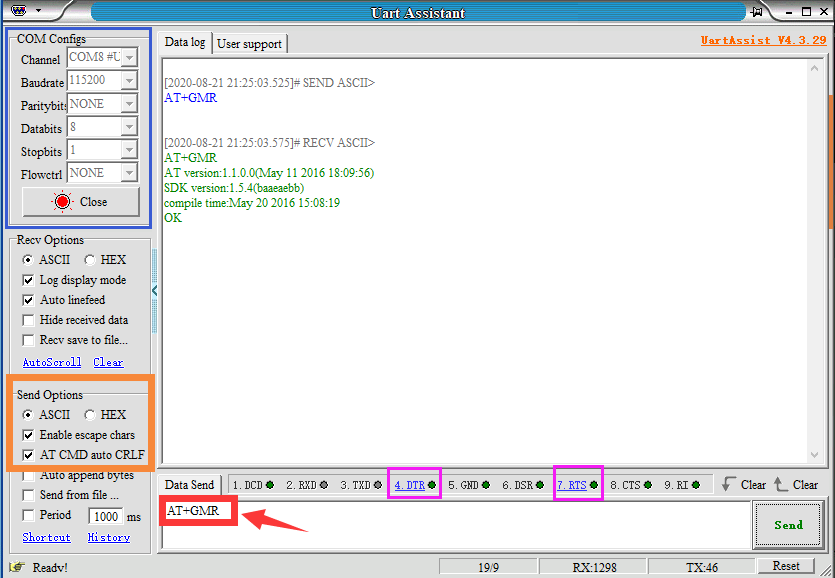 Uart Assistant
COM Configs
Channel COM8 #U
Baudrate 115200
Paritybits NONE
Databits 8
Stopbits 1
Flowctrl NONE
Close
Recv Options
ASCII HEX
Log display mode
Auto linefeed
Hide received data
Recv save to file...
AutoScroll Clear
Send Options
ASCII HEX
Enable escape chars
AT CMD auto CRLF
Auto append bytes
Send from file ...
Period 1000 ms
Shortcut History
Data log User support UartAssist V4.3.29
[2020-08-21 21:25:03.525]# SEND ASCII>
AT+GMR
[2020-08-21 21:25:03.575]# RECV ASCII>
AT+GMR
AT version:1.1.0.0(May 11 2016 18:09:56)
SDK version:1.5.4(baaeaebb)
compile time:May 20 2016 15:08:19
OK
Data Send 1.DCD 2.RXD 3.TXD 4.DTR 5.GND 6.DSR 7.RTS 8.CTS 9.RI Clear Clear
AT+GMR
Send
Ready! 19/9 RX:1298 TX:46 Reset